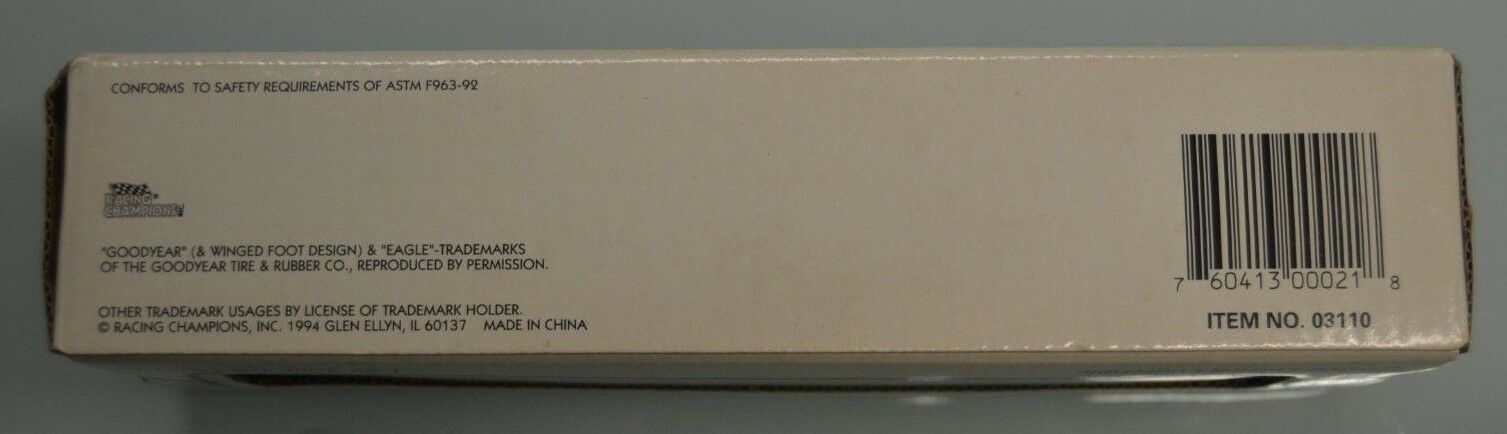 CONFORMS TO SAFETY REQUIREMENTS OF ASTM F963-92
RACING
CHAMPIONS
"GOODYEAR" (& WINGED FOOT DESIGN) & "EAGLE"-TRADEMARKS
OF THE GOODYEAR TIRE & RUBBER CO., REPRODUCED BY PERMISSION.
OTHER TRADEMARK USAGES BY LICENSE OF TRADEMARK HOLDER.
© RACING CHAMPIONS, INC. 1994 GLEN ELLYN, IL 60137 MADE IN CHINA
7 60413 00021 8
ITEM NO. 03110